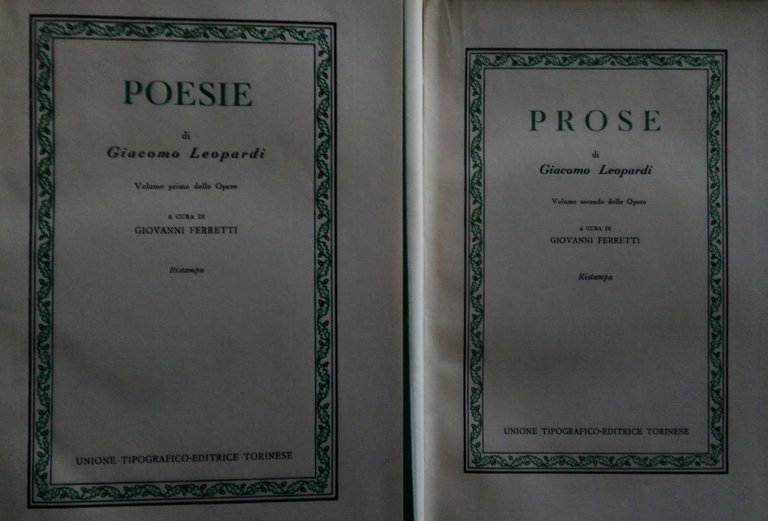 POESIE
di
Giacomo Leopardi
Volume primo delle Opere
A CURA DI
GIOVANNI FERRETTI
Ristampa
UNIONE TIPOGRAFICO-EDITRICE TORINESE
PROSE
di
Giacomo Leopardi
Volume secondo delle Opere
A CURA DI
GIOVANNI FERRETTI
Ristampa
UNIONE TIPOGRAFICO-EDITRICE TORINESE